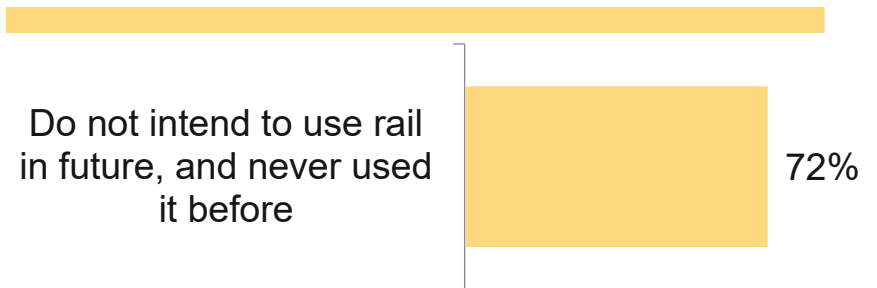 Do not intend to use rail
in future, and never used
it before
72%